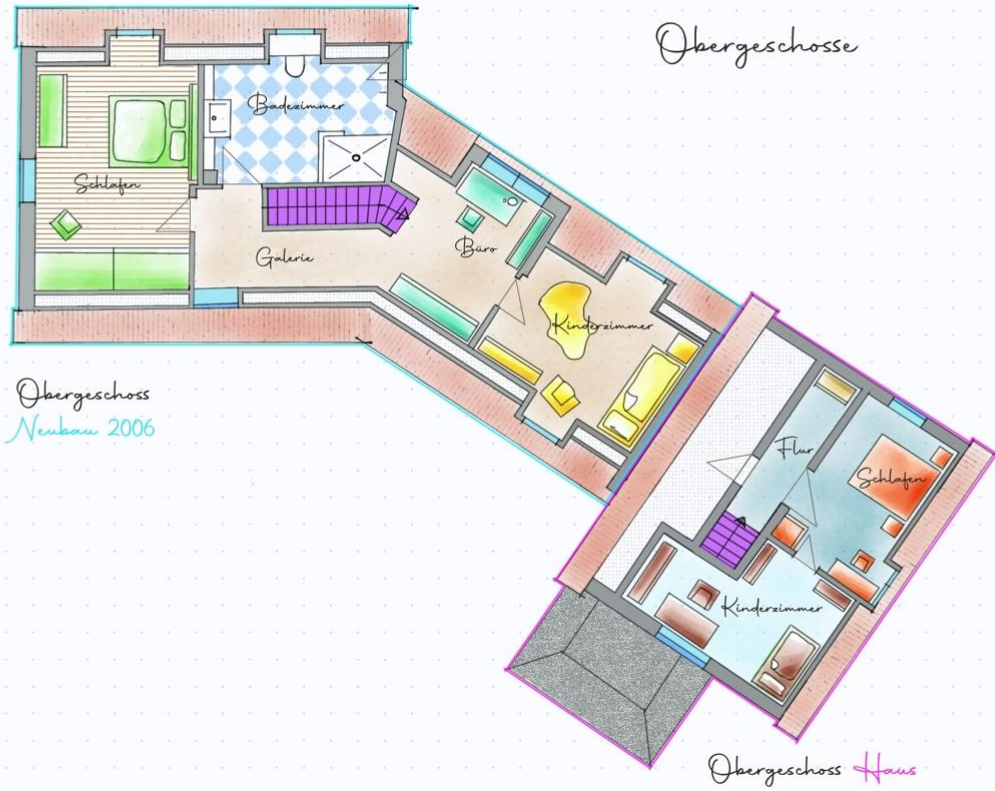 Obergeschosse
Badezimmer
Schlafen
Galerie
Büro
Kinderzimmer
Obergeschoss
Neubau 2006
Flur
Schlafen
Kinderzimmer
Obergeschoss Haus